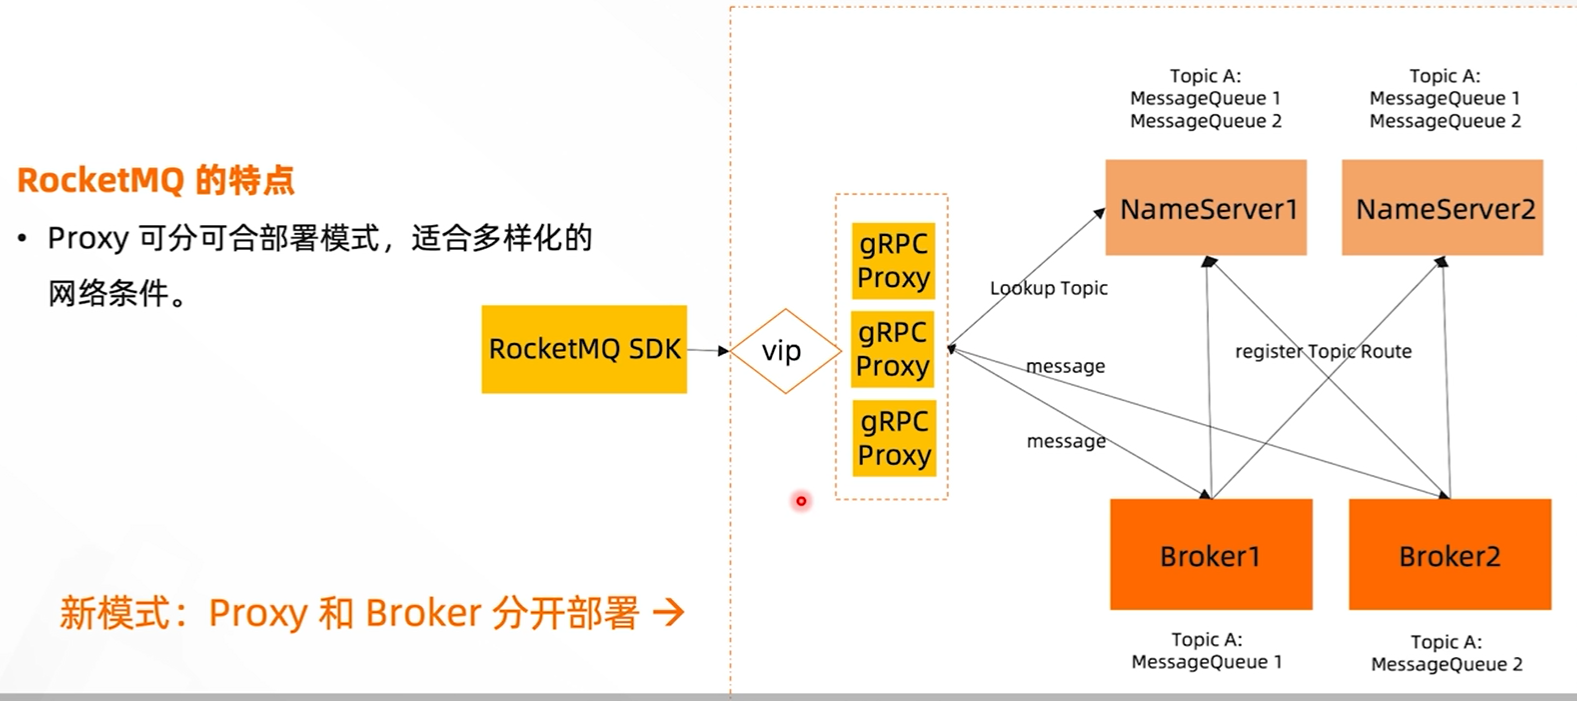 RocketMQ 的特点
• Proxy 可分可合部署模式，适合多样化的
网络条件。
RocketMQ SDK
vip
gRPC
Proxy
gRPC
Proxy
gRPC
Proxy
Lookup Topic
message
message
Topic A:
MessageQueue 1
MessageQueue 2
Topic A:
MessageQueue 1
MessageQueue 2
NameServer1
NameServer2
register Topic Route
Broker1
Broker2
Topic A:
MessageQueue 1
Topic A:
MessageQueue 2
新模式：Proxy 和 Broker 分开部署 →